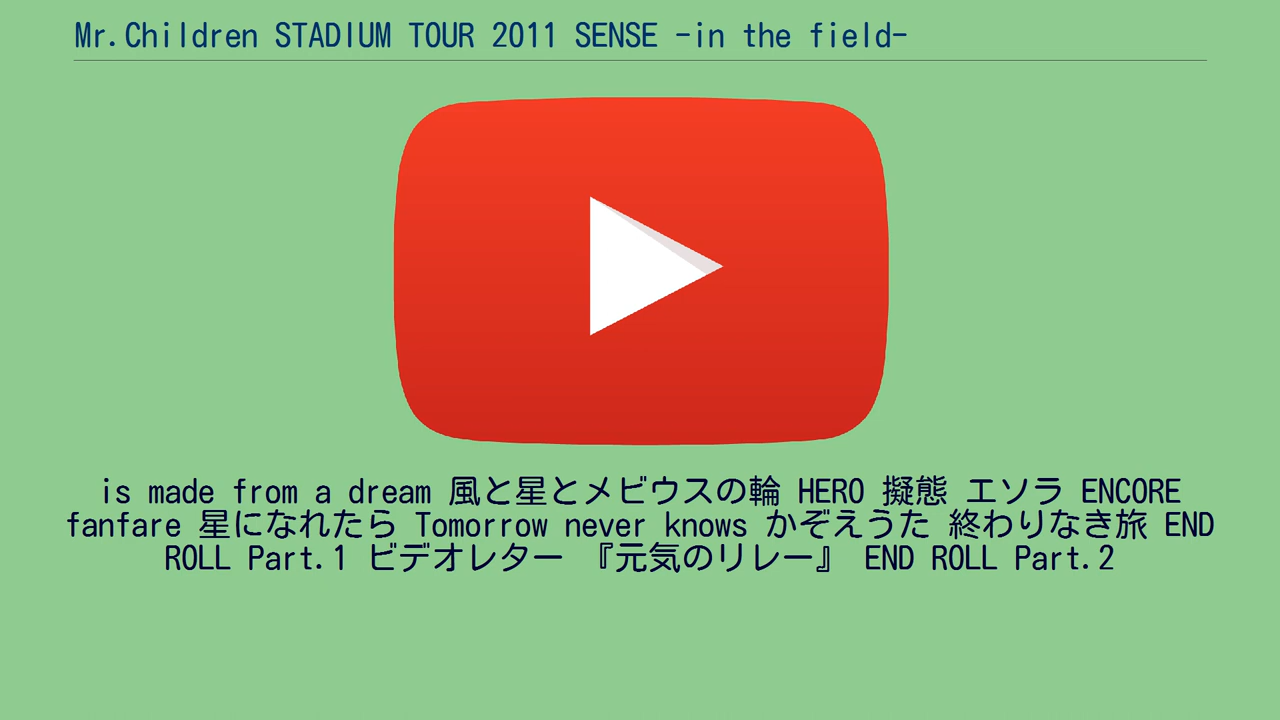 Mr.Children STADIUM TOUR 2011 SENSE -in the field-
is made from a dream 風と星とメビウスの輪 HERO 擬態 エソラ ENCORE
fanfare 星になれたら Tomorrow never knows かぞえうた 終わりなき旅 END
ROLL Part.1 ビデオレター 『元気のリレー』 END ROLL Part.2